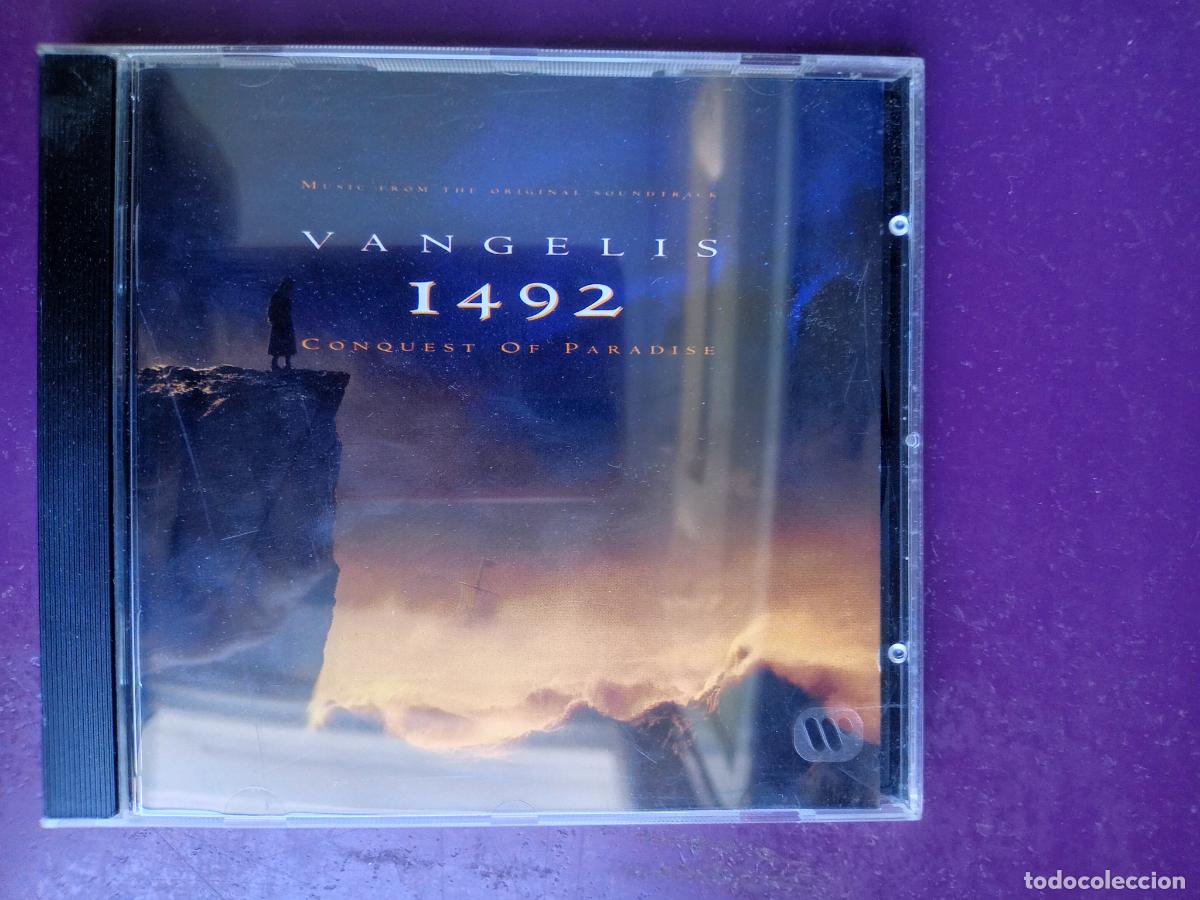 MUSIC FROM THE ORIGINAL SOUNDTRACK
VANGELIS
1492
CONQUEST OF PARADISE
todocoleccion